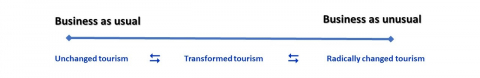 Business as usual Business as unusual
Unchanged tourism ⇆ Transformed tourism ⇆ Radically changed tourism